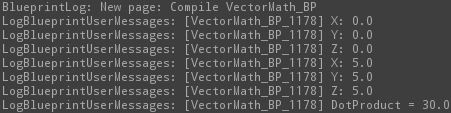 BlueprintLog: New page: Compile VectorMath_BP
LogBlueprintUserMessages: [VectorMath_BP_1178] X: 0.0
LogBlueprintUserMessages: [VectorMath_BP_1178] Y: 0.0
LogBlueprintUserMessages: [VectorMath_BP_1178] Z: 0.0
LogBlueprintUserMessages: [VectorMath_BP_1178] X: 5.0
LogBlueprintUserMessages: [VectorMath_BP_1178] Y: 5.0
LogBlueprintUserMessages: [VectorMath_BP_1178] Z: 5.0
LogBlueprintUserMessages: [VectorMath_BP_1178] DotProduct = 30.0